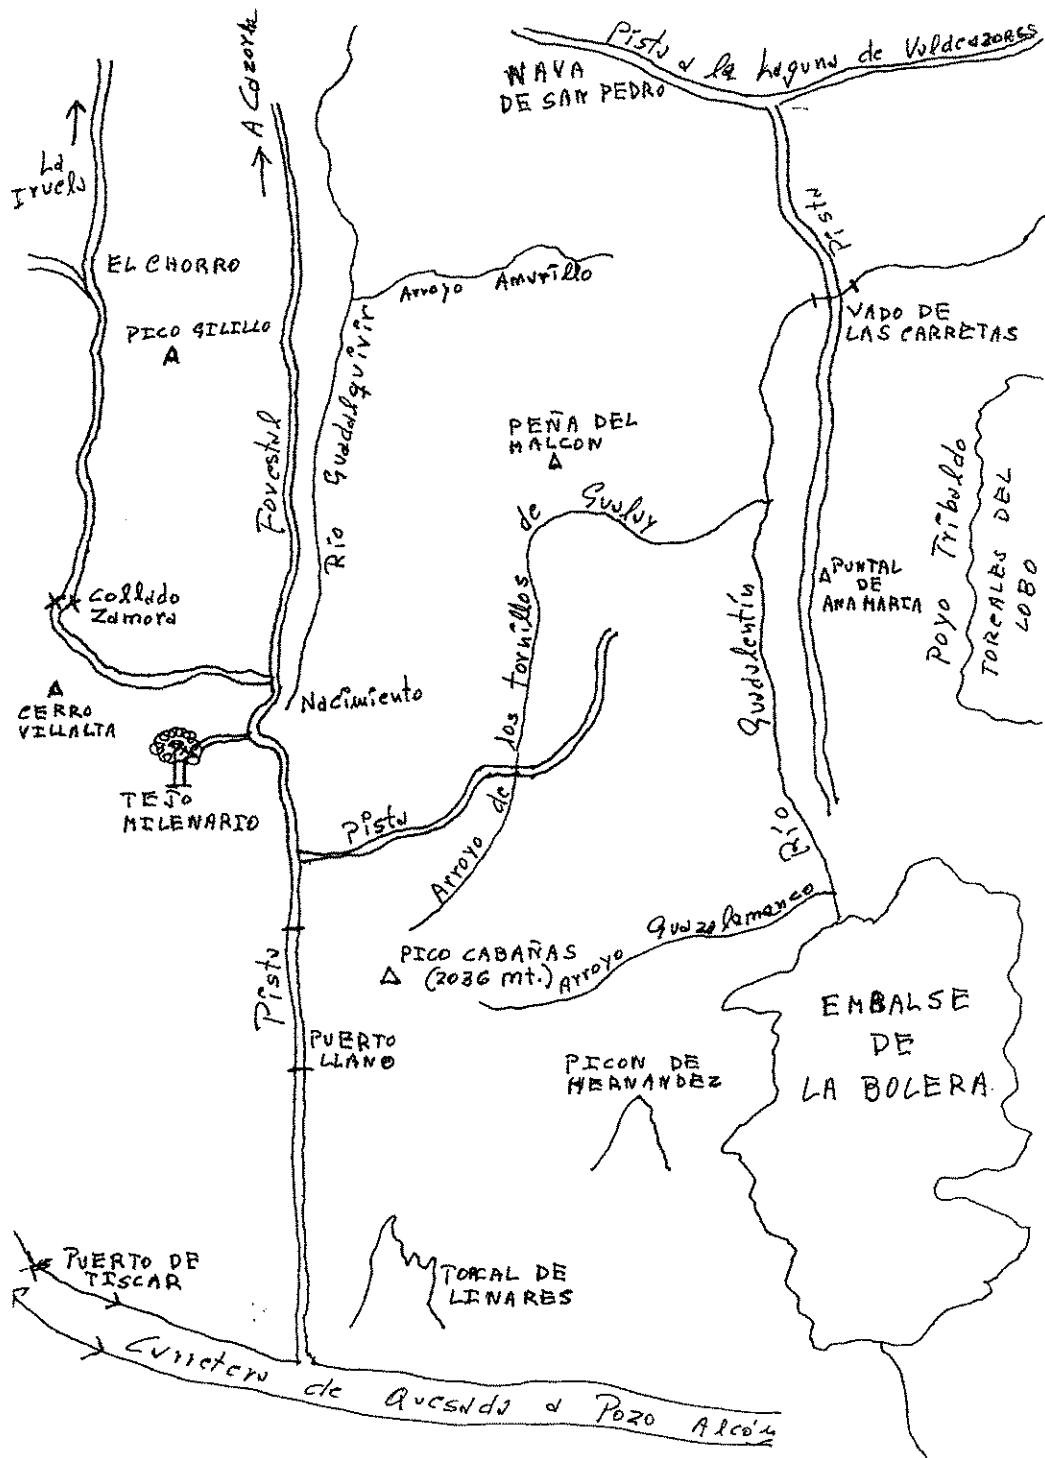 Pista a la Laguna de Valdeazores
NAVA
DE SAN PEDRO
→ A Cazorla
La
Iruela
Pista
EL CHORRO
Arroyo Amarillo
VADO DE
LAS CARRETAS
PICO GILILLO
Río Guadalquivir
PEÑA DEL
HALCON
Pista Forestal
Arroyo de los tornillos de Gualay
Poyo Tribaldo
TORCALES DEL
LOBO
PUNTAL
DE
ANA MARIA
Collado
Zamora
Río Guadalentín
CERRO
VILLALTA
Nacimiento
TEJO
MILENARIO
Pista
Arroyo Guazalamanco
PICO CABAÑAS
(2036 mt.)
EMBALSE
DE
LA BOLERA
PUERTO
LLANO
PICON DE
HERNANDEZ
PUERTO DE
TISCAR
TORCAL DE
LINARES
Carretera de Quesada a Pozo Alcón